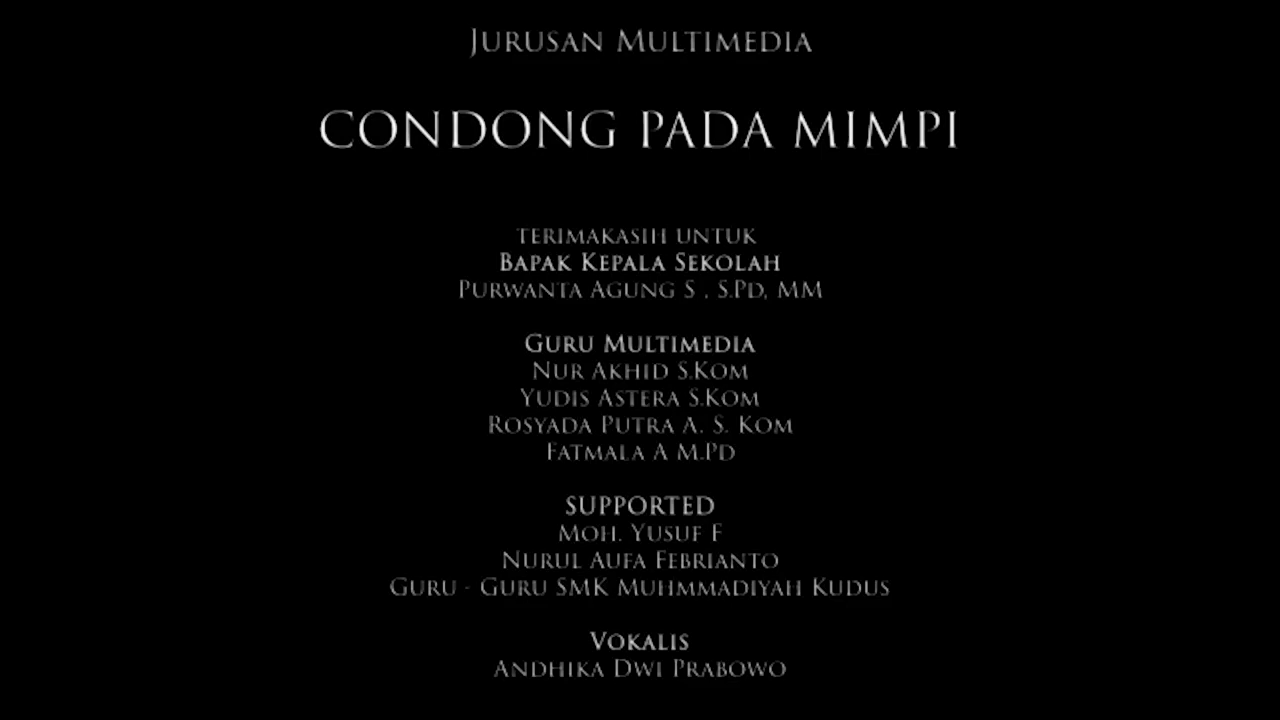 Jurusan Multimedia
CONDONG PADA MIMPI
TERIMAKASIH UNTUK
Bapak Kepala Sekolah
Purwanta Agung S , S.Pd, MM
Guru Multimedia
Nur Akhid S.Kom
Yudis Astera S.Kom
Rosyada Putra A. S. Kom
Fatmala A M.Pd
SUPPORTED
Moh. Yusuf F
Nurul Aufa Febrianto
Guru - Guru SMK Muhmmadiyah Kudus
Vokalis
Andhika Dwi Prabowo